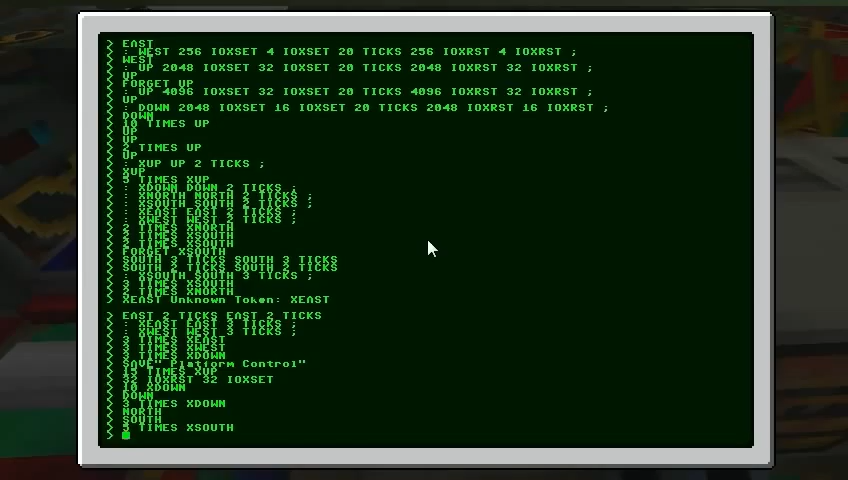 > EAST
> : WEST 256 IOXSET 4 IOXSET 20 TICKS 256 IOXRST 4 IOXRST ;
> WEST
> : UP 2048 IOXSET 32 IOXSET 20 TICKS 2048 IOXRST 32 IOXRST ;
> UP
> FORGET UP
> : UP 4096 IOXSET 32 IOXSET 20 TICKS 4096 IOXRST 32 IOXRST ;
> UP
> : DOWN 2048 IOXSET 16 IOXSET 20 TICKS 2048 IOXRST 16 IOXRST ;
> DOWN
> 10 TIMES UP
> UP
> UP
> 2 TIMES UP
> UP
> : XUP UP 2 TICKS ;
> XUP
> 5 TIMES XUP
> : XDOWN DOWN 2 TICKS ;
> : XNORTH NORTH 2 TICKS ;
> : XSOUTH SOUTH 2 TICKS ;
> : XEAST EAST 2 TICKS ;
> : XWEST WEST 2 TICKS ;
> 2 TIMES XNORTH
> 2 TIMES XSOUTH
> 2 TIMES XSOUTH
> FORGET XSOUTH
> SOUTH 3 TICKS SOUTH 3 TICKS
> SOUTH 2 TICKS SOUTH 2 TICKS
> : XSOUTH SOUTH 3 TICKS ;
> 3 TIMES XSOUTH
> 2 TIMES XNORTH
> XEAST Unknown Token: XEAST
> EAST 2 TICKS EAST 2 TICKS
> : XEAST EAST 3 TICKS ;
> : XWEST WEST 3 TICKS ;
> 3 TIMES XEAST
> 3 TIMES XWEST
> 3 TIMES XDOWN
> SAVE" Platform Control"
> 15 TIMES XUP
> 32 IOXRST 32 IOXSET
> 10 XDOWN
> DOWN
> 3 TIMES XDOWN
> NORTH
> SOUTH
> 5 TIMES XSOUTH
>